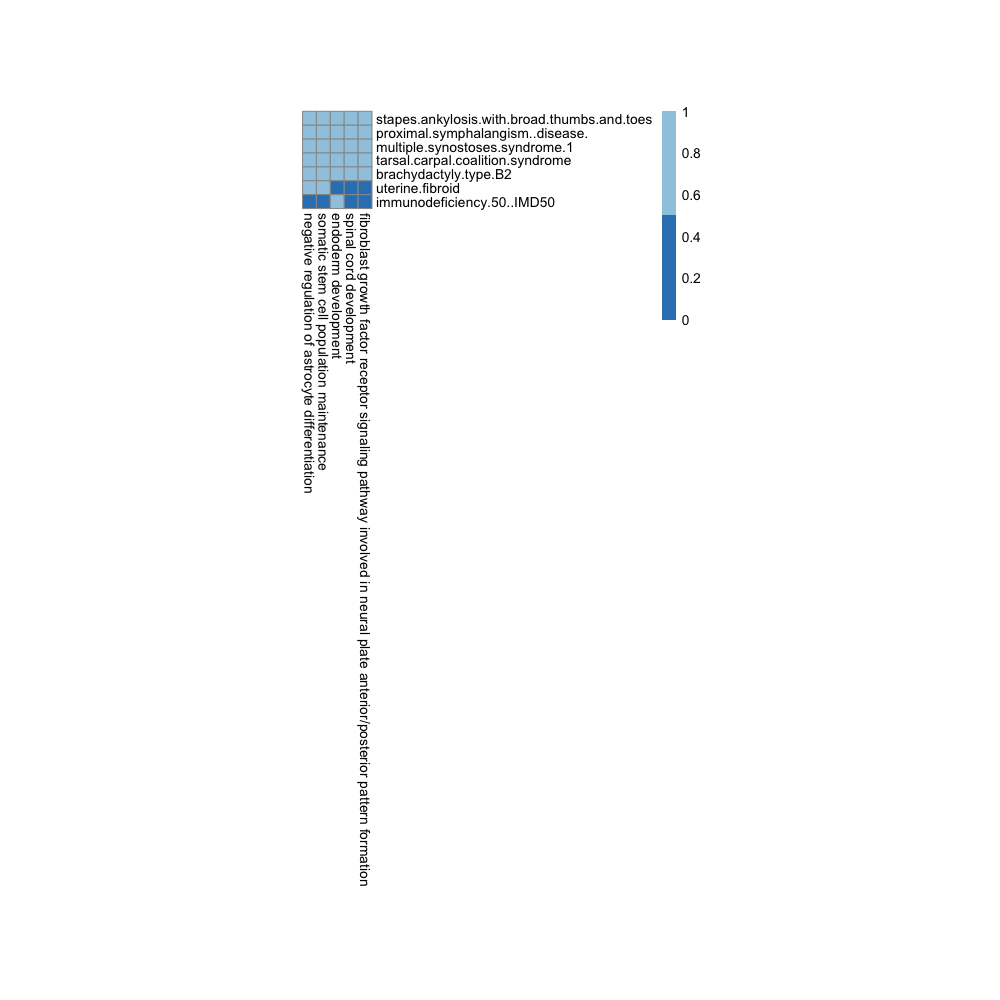 stapes.ankylosis.with.broad.thumbs.and.toes
proximal.symphalangism..disease.
multiple.synostoses.syndrome.1
tarsal.carpal.coalition.syndrome
brachydactyly.type.B2
uterine.fibroid
immunodeficiency.50..IMD50
negative regulation of astrocyte differentiation
somatic stem cell population maintenance
endoderm development
spinal cord development
fibroblast growth factor receptor signaling pathway involved in neural plate anterior/posterior pattern formation
1
0.8
0.6
0.4
0.2
0